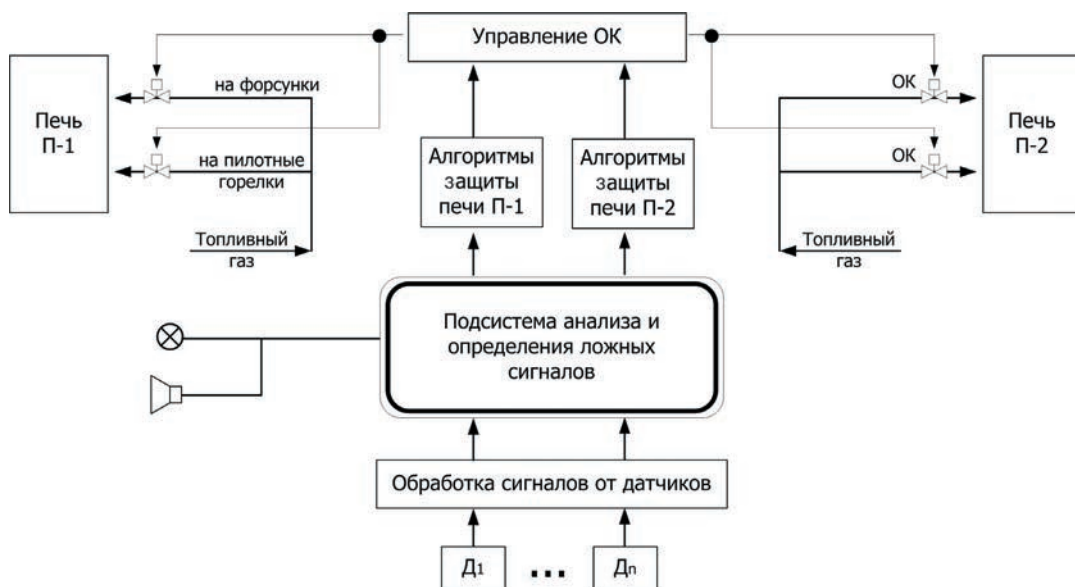 Управление ОК
на форсунки
ОК
Печь
П-1
Печь
П-2
на пилотные
горелки
ОК
Алгоритмы
защиты
печи П-1
Алгоритмы
защиты
печи П-2
Топливный
газ
Топливный
газ
Подсистема анализа и
определения ложных
сигналов
Обработка сигналов от датчиков
Д1
...
Дn